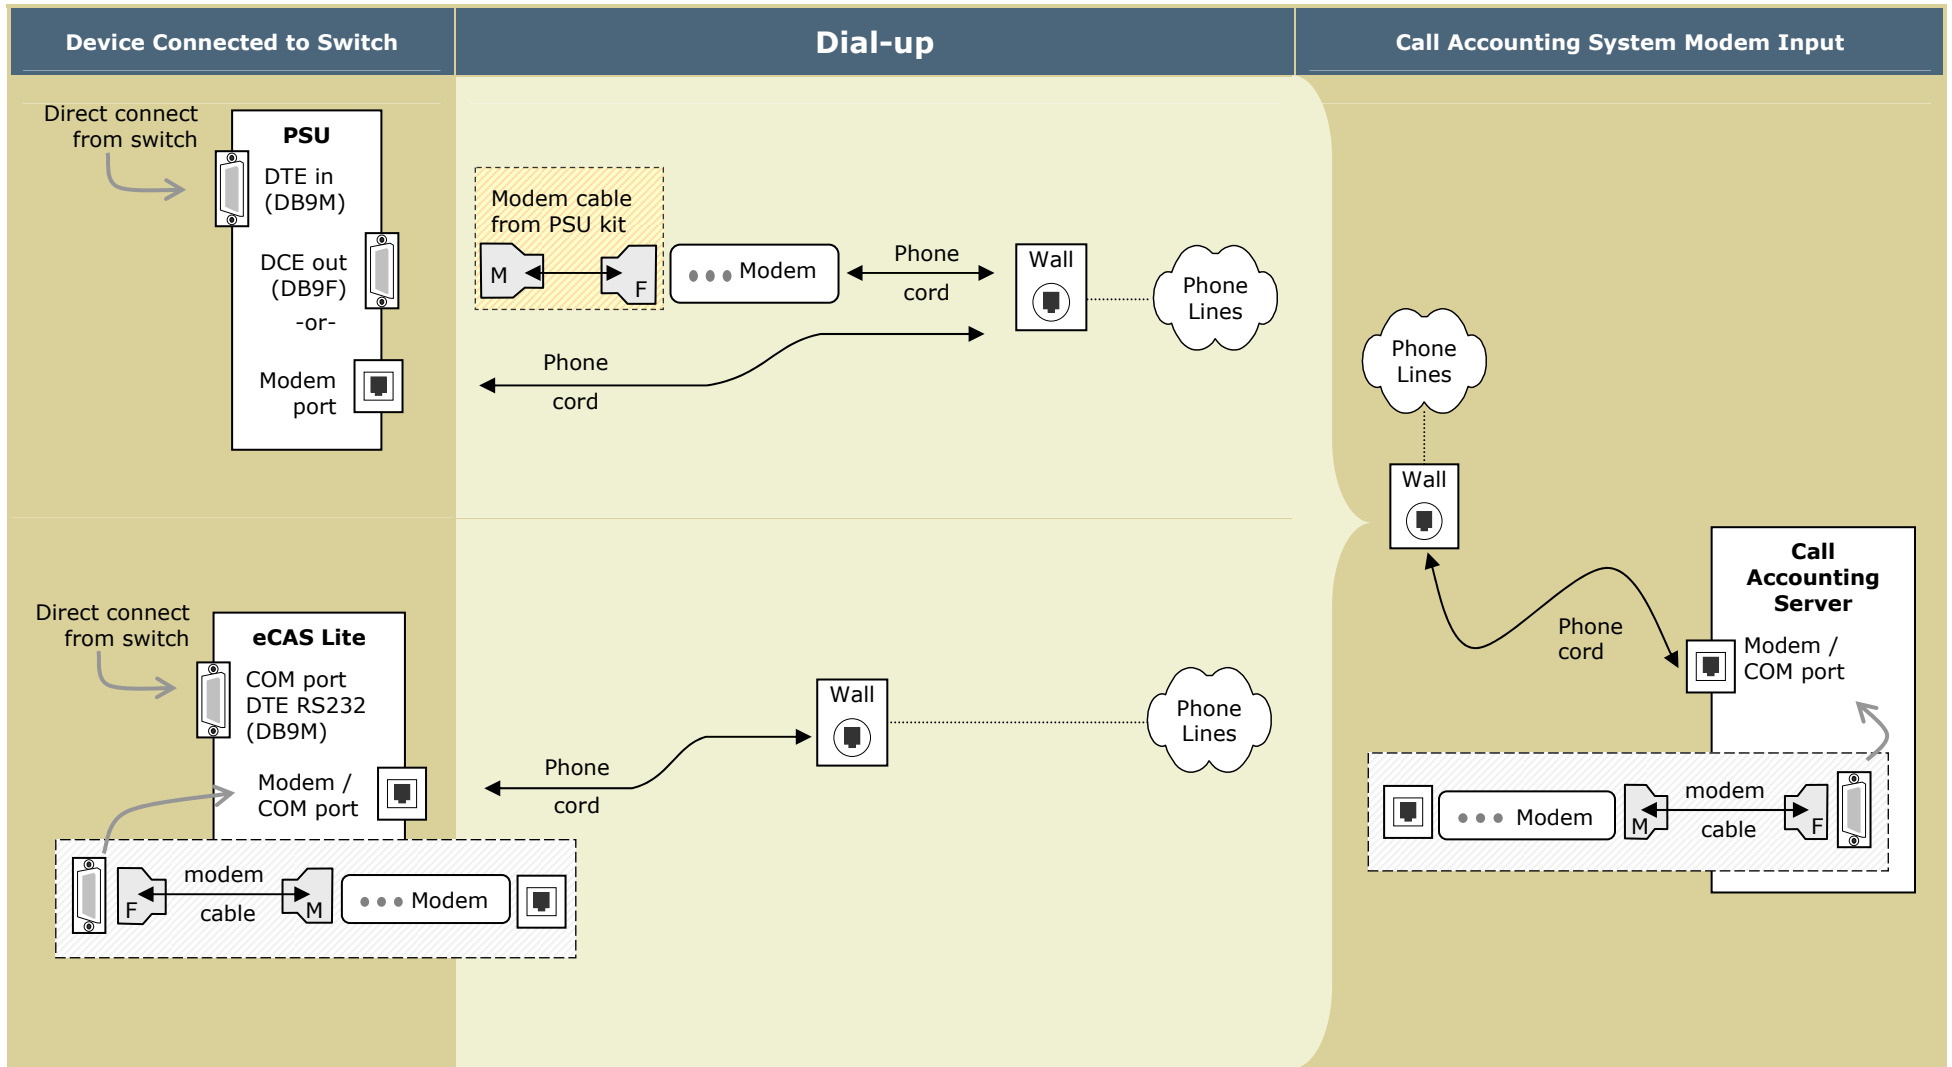 Device Connected to Switch
Dial-up
Call Accounting System Modem Input
Direct connect
from switch
PSU
DTE in
(DB9M)
DCE out
(DB9F)
-or-
Modem
port
Modem cable
from PSU kit
M
F
Modem
Phone
cord
Wall
Phone
Lines
Phone
cord
Direct connect
from switch
eCAS Lite
COM port
DTE RS232
(DB9M)
Modem /
COM port
F
modem
cable
M
Modem
Phone
cord
Wall
Phone
Lines
Phone
Lines
Wall
Phone
cord
Call
Accounting
Server
Modem /
COM port
Modem
M
modem
cable
F